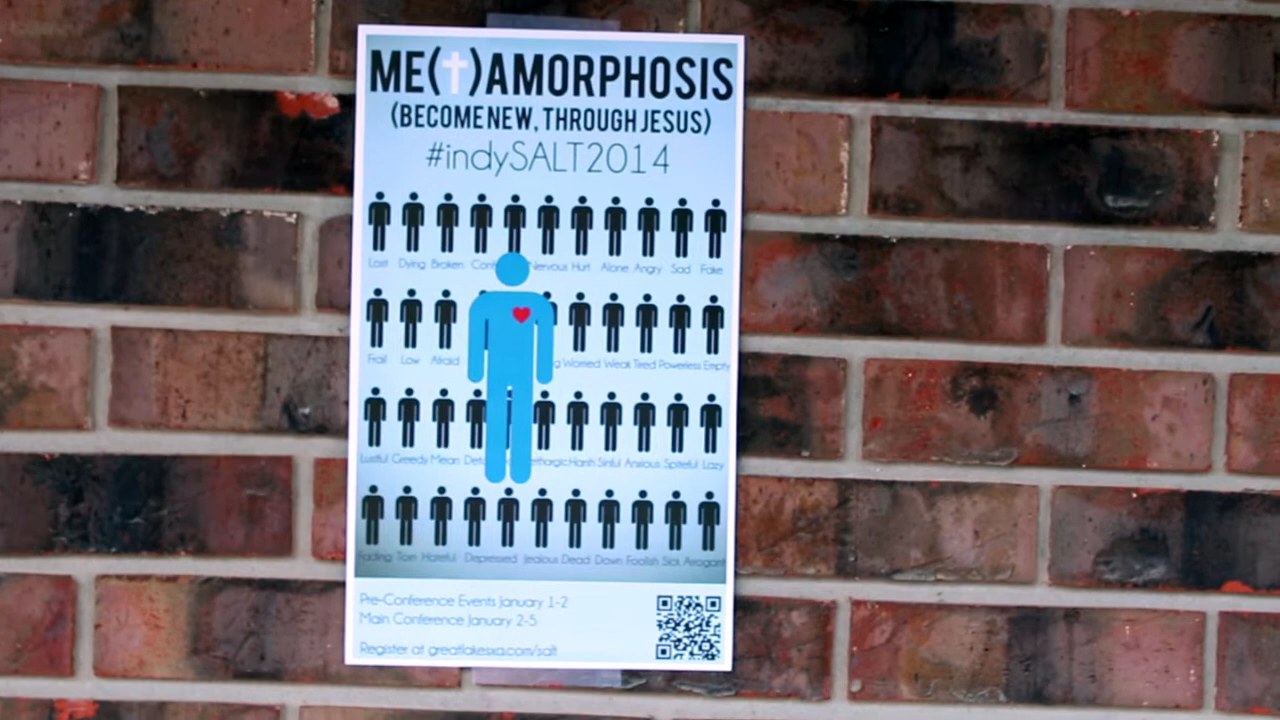 ME(✝)AMORPHOSIS
(BECOME NEW, THROUGH JESUS)
#indySALT2014
Lost Dying Broken Nervous Hurt Alone Angry Sad Fake
Frail Low Afraid Worried Weak Tired Powerless Empty
Lustful Greedy Mean Harsh Sinful Anxious Spiteful Lazy
Fading Torn Hateful Depressed Jealous Dead Down Foolish Sick Arrogant
Pre-Conference Events January 1-2
Main Conference January 2-5
Register at greatlakesxa.com/salt